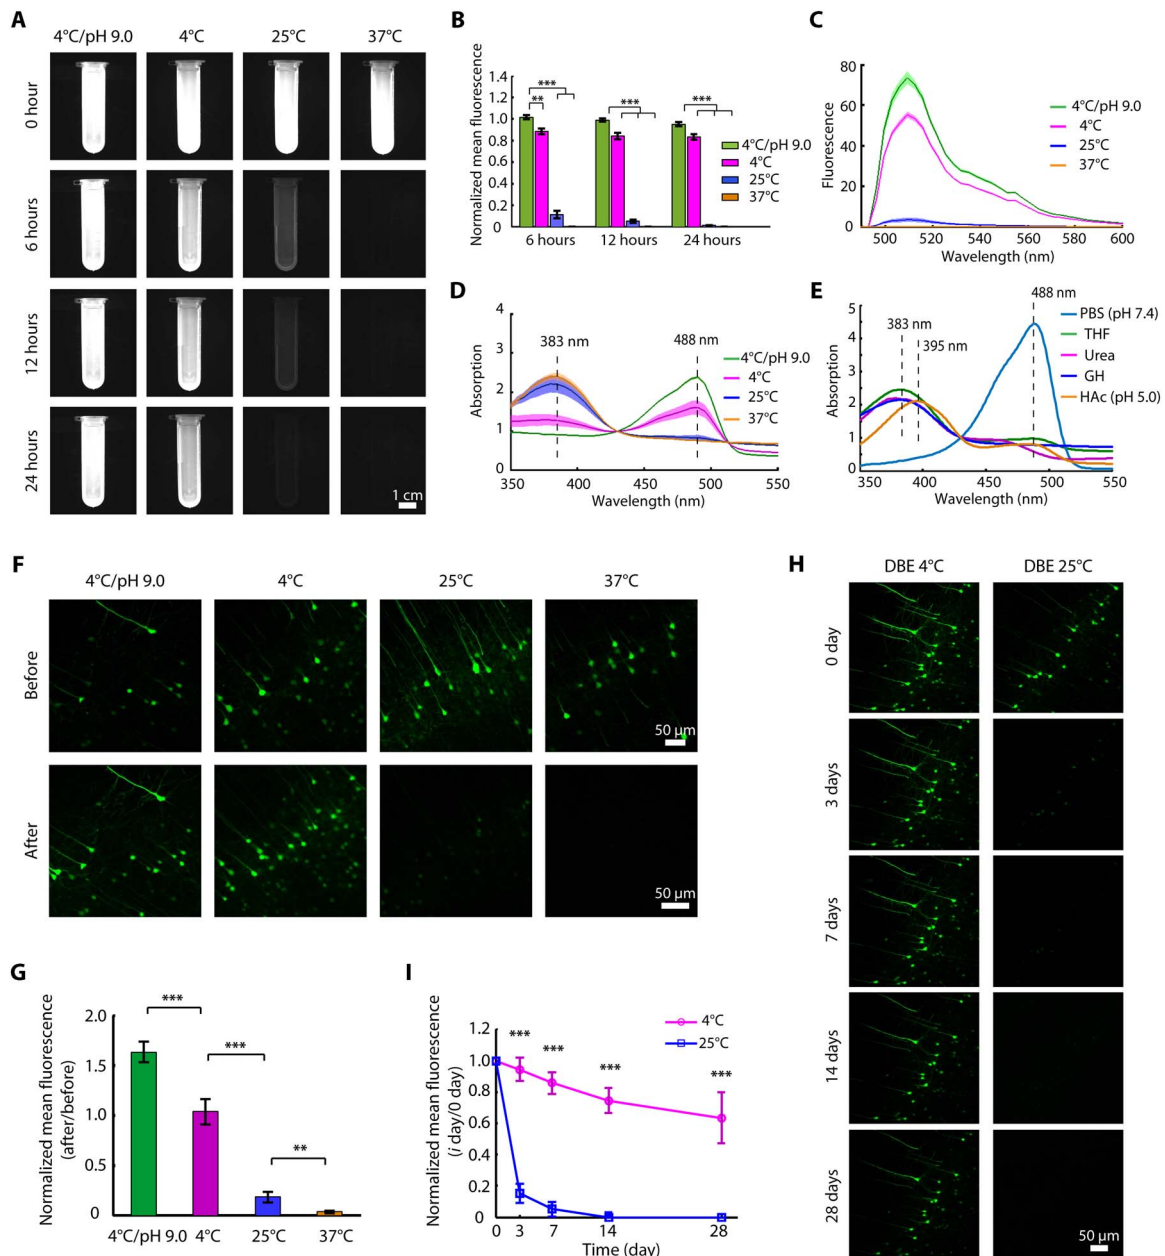 A
4°C/pH 9.0
4°C
25°C
37°C
0 hour
6 hours
12 hours
24 hours
1 cm
B
Normalized mean fluorescence
1.4
1.2
1.0
0.8
0.6
0.4
0.2
0
***
**
***
***
6 hours
12 hours
24 hours
4°C/pH 9.0
4°C
25°C
37°C
C
Fluorescence
80
60
40
20
0
500
520
540
560
580
600
Wavelength (nm)
4°C/pH 9.0
4°C
25°C
37°C
D
Absorption
4
3
2
1
0
383 nm
488 nm
350
400
450
500
550
Wavelength (nm)
4°C/pH 9.0
4°C
25°C
37°C
E
Absorption
5
4
3
2
1
0
383 nm
395 nm
488 nm
350
400
450
500
550
Wavelength (nm)
PBS (pH 7.4)
THF
Urea
GH
HAc (pH 5.0)
F
4°C/pH 9.0
4°C
25°C
37°C
Before
After
50 µm
50 µm
G
Normalized mean fluorescence
(after/before)
2.0
1.5
1.0
0.5
0
***
***
**
4°C/pH 9.0
4°C
25°C
37°C
H
DBE 4°C
DBE 25°C
0 day
3 days
7 days
14 days
28 days
50 µm
I
Normalized mean fluorescence
(i day/0 day)
1.2
1.0
0.8
0.6
0.4
0.2
0
***
***
***
***
4°C
25°C
0
3
7
14
28
Time (day)